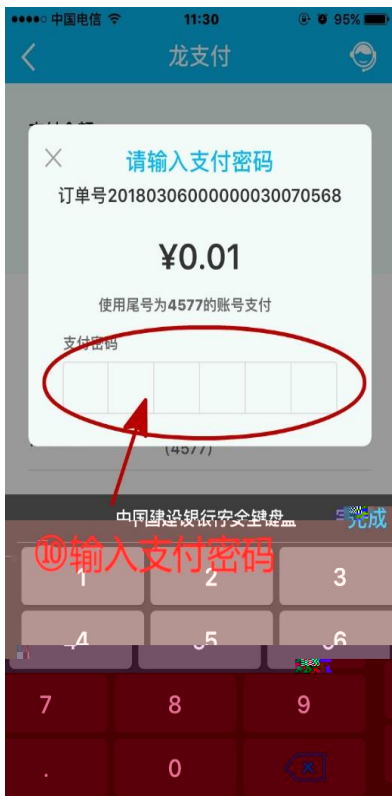 中国电信 11:30 95%
龙支付
请输入支付密码
订单号20180306000000030070568
¥0.01
使用尾号为4577的账号支付
支付密码
(4577)
中国建设银行安全键盘 完成
⑩输入支付密码
1 2 3
4 5 6
7 8 9
. 0